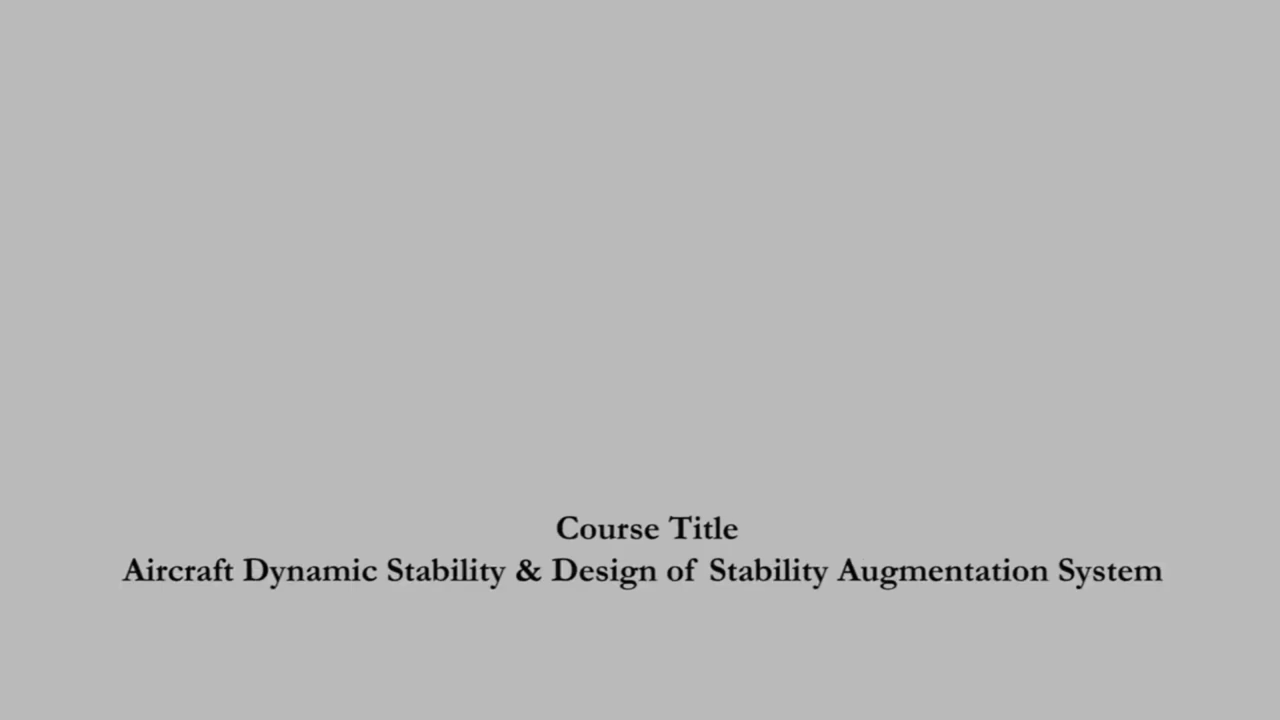 Course Title
Aircraft Dynamic Stability & Design of Stability Augmentation System